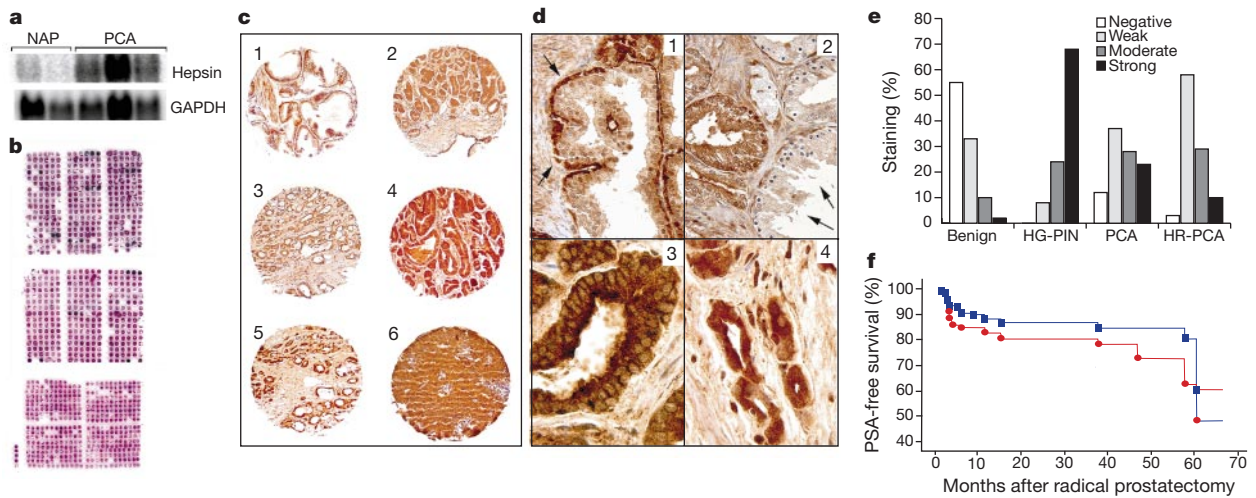 a
NAP PCA
Hepsin
GAPDH
b
c
1 2
3 4
5 6
d
1 2
3 4
e
Negative
Weak
Moderate
Strong
Staining (%)
80
70
60
50
40
30
20
10
0
Benign HG-PIN PCA HR-PCA
f
PSA-free survival (%)
100
90
80
70
60
50
40
0 10 20 30 40 50 60 70
Months after radical prostatectomy